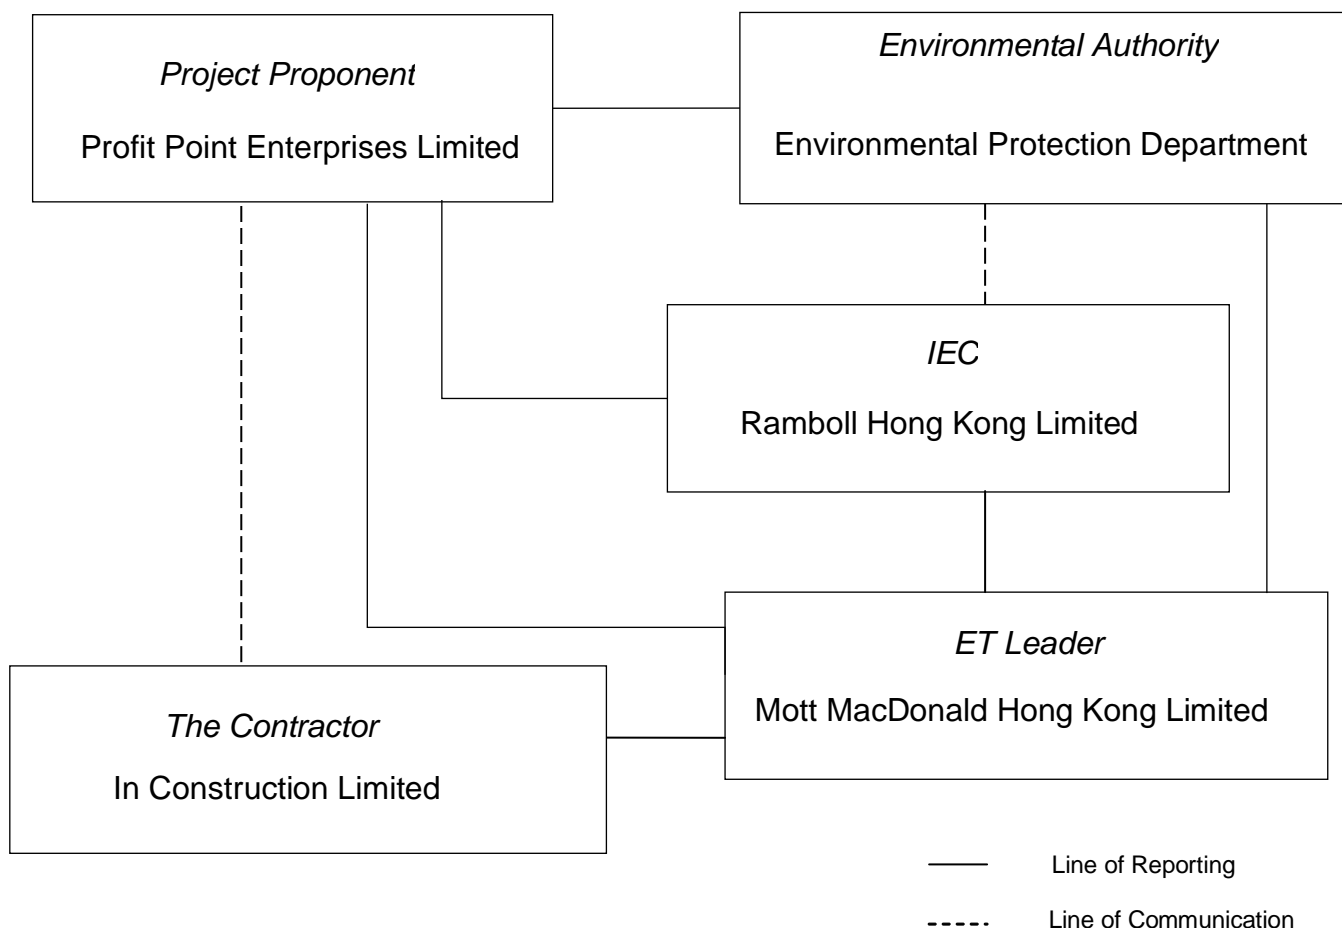 Project Proponent
Profit Point Enterprises Limited
Environmental Authority
Environmental Protection Department
IEC
Ramboll Hong Kong Limited
ET Leader
Mott MacDonald Hong Kong Limited
The Contractor
In Construction Limited
Line of Reporting
Line of Communication